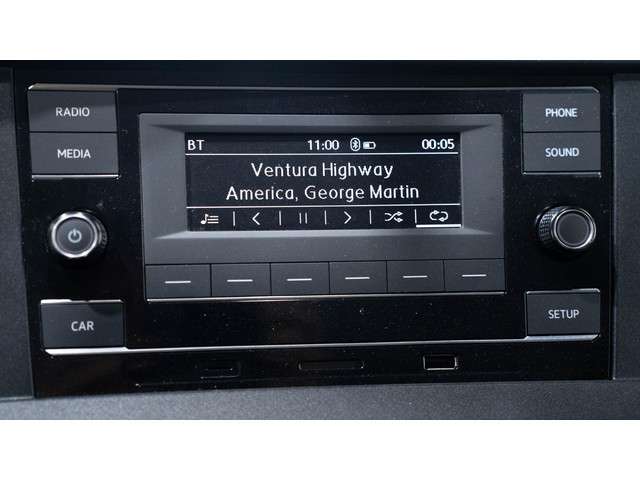 RADIO
MEDIA
PHONE
SOUND
BT 11:00 00:05
Ventura Highway
America, George Martin
CAR
SETUP